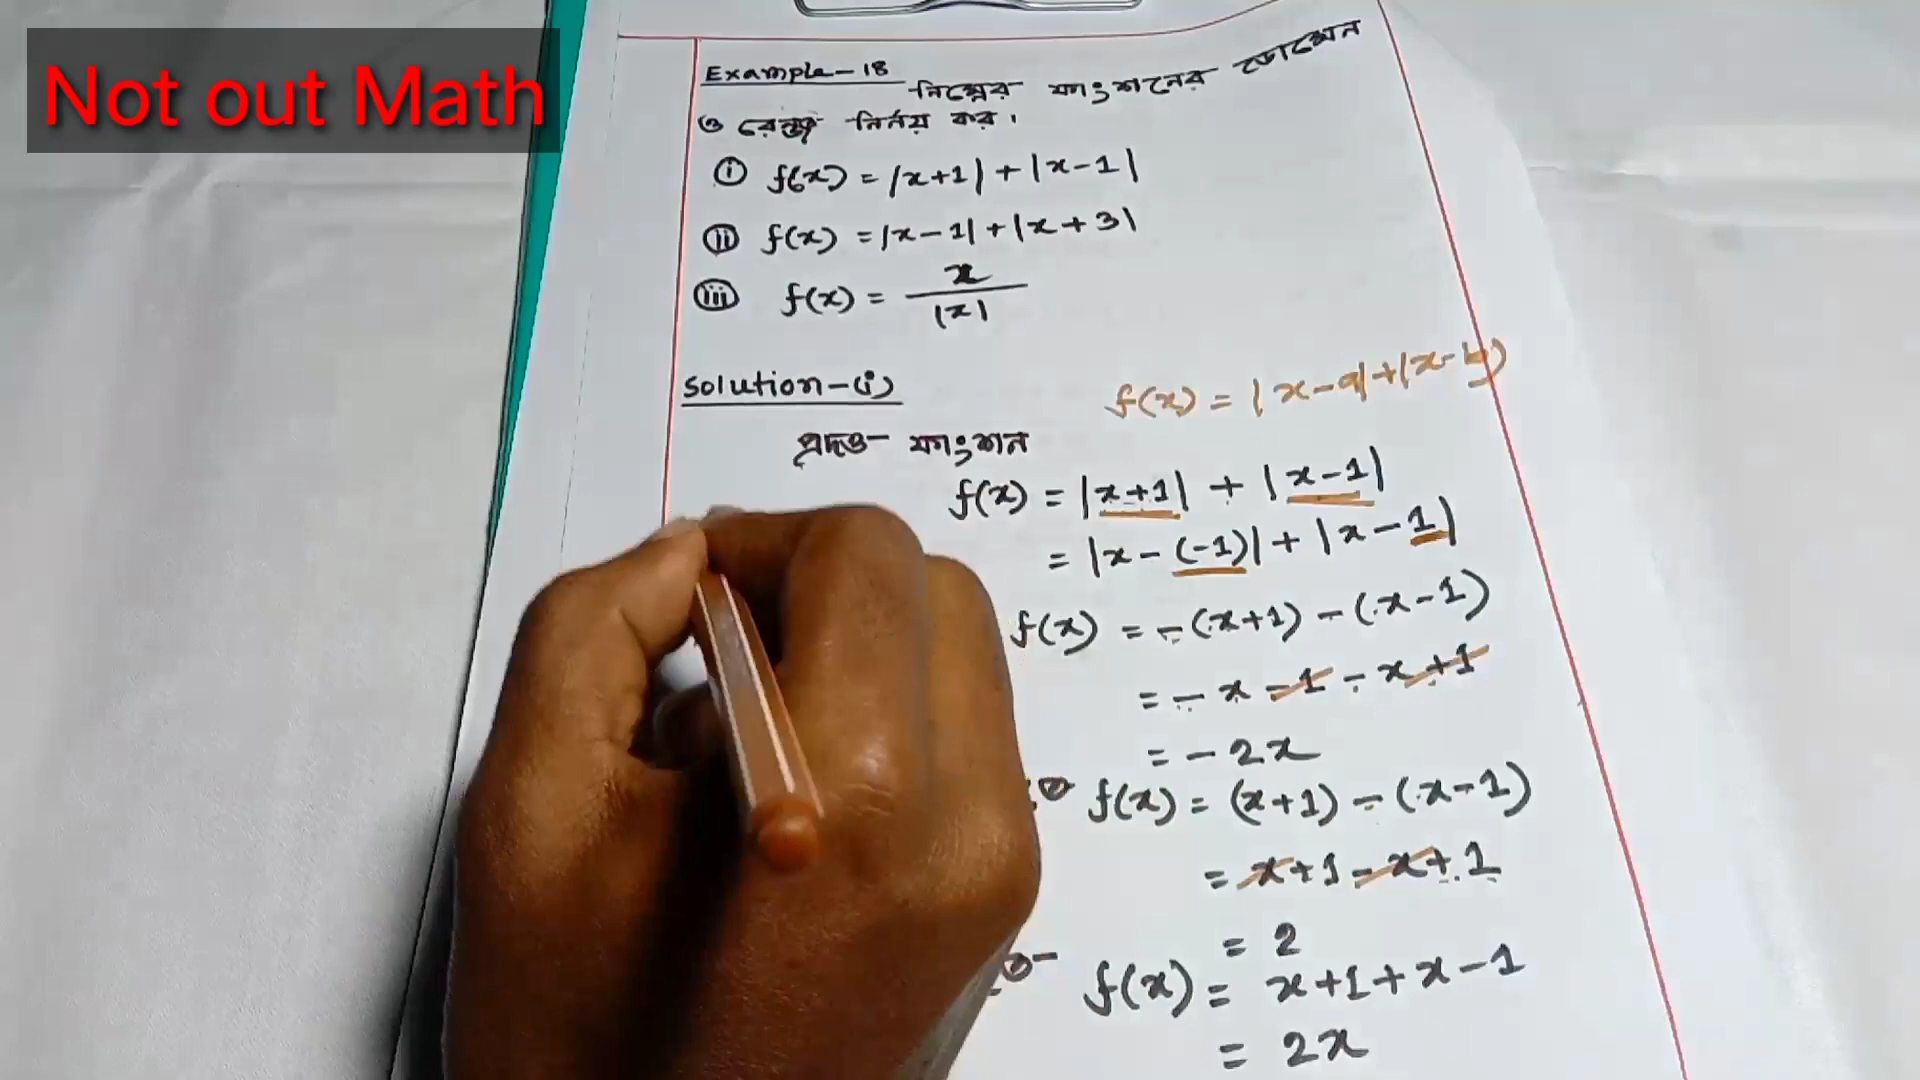 Not out Math
Example-18
নিম্নের ফাংশনের ডোমেন
ও রেঞ্জ নির্নয় কর।
(i) f(x) = |x+1| + |x-1|
(ii) f(x) = |x-1| + |x+3|
(iii) f(x) = x / |x|
Solution-(i)
f(x) = |x-a|+|x-b|
প্রদত্ত ফাংশন
f(x) = |x+1| + |x-1|
= |x-(-1)| + |x-1|
f(x) = -(x+1) - (x-1)
= - x - 1 - x + 1
= - 2x
f(x) = (x+1) - (x-1)
= x+1-x+1
= 2
f(x) = x+1+x-1
= 2x